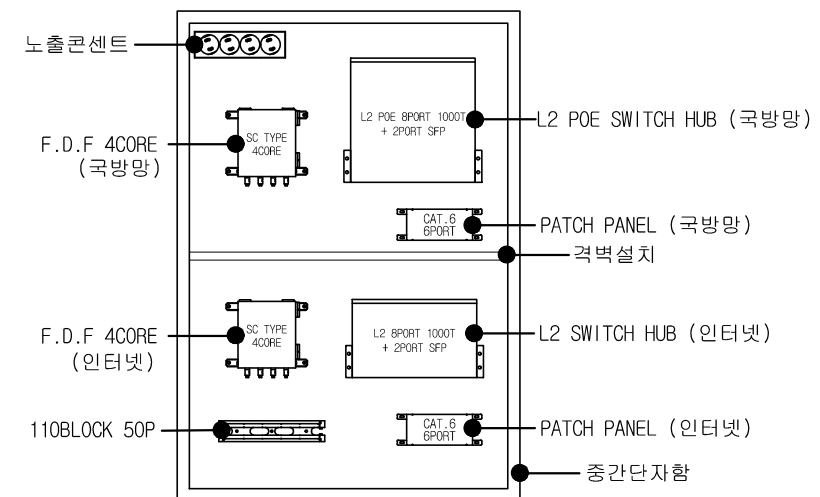 노출콘센트
L2 POE 8PORT 1000T
+ 2PORT SFP
L2 POE SWITCH HUB (국방망)
SC TYPE
4CORE
F.D.F 4CORE
(국방망)
CAT.6
6PORT
PATCH PANEL (국방망)
격벽설치
SC TYPE
4CORE
F.D.F 4CORE
(인터넷)
L2 8PORT 1000T
+ 2PORT SFP
L2 SWITCH HUB (인터넷)
110BLOCK 50P
CAT.6
6PORT
PATCH PANEL (인터넷)
중간단자함